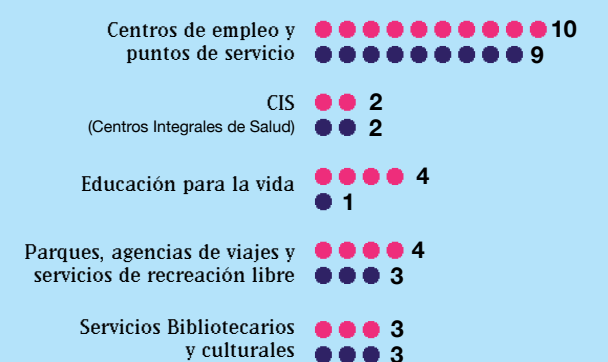 Centros de empleo y
puntos de servicio
10
9
CIS
(Centros Integrales de Salud)
2
2
Educación para la vida
4
1
Parques, agencias de viajes y
servicios de recreación libre
4
3
Servicios Bibliotecarios
y culturales
3
3